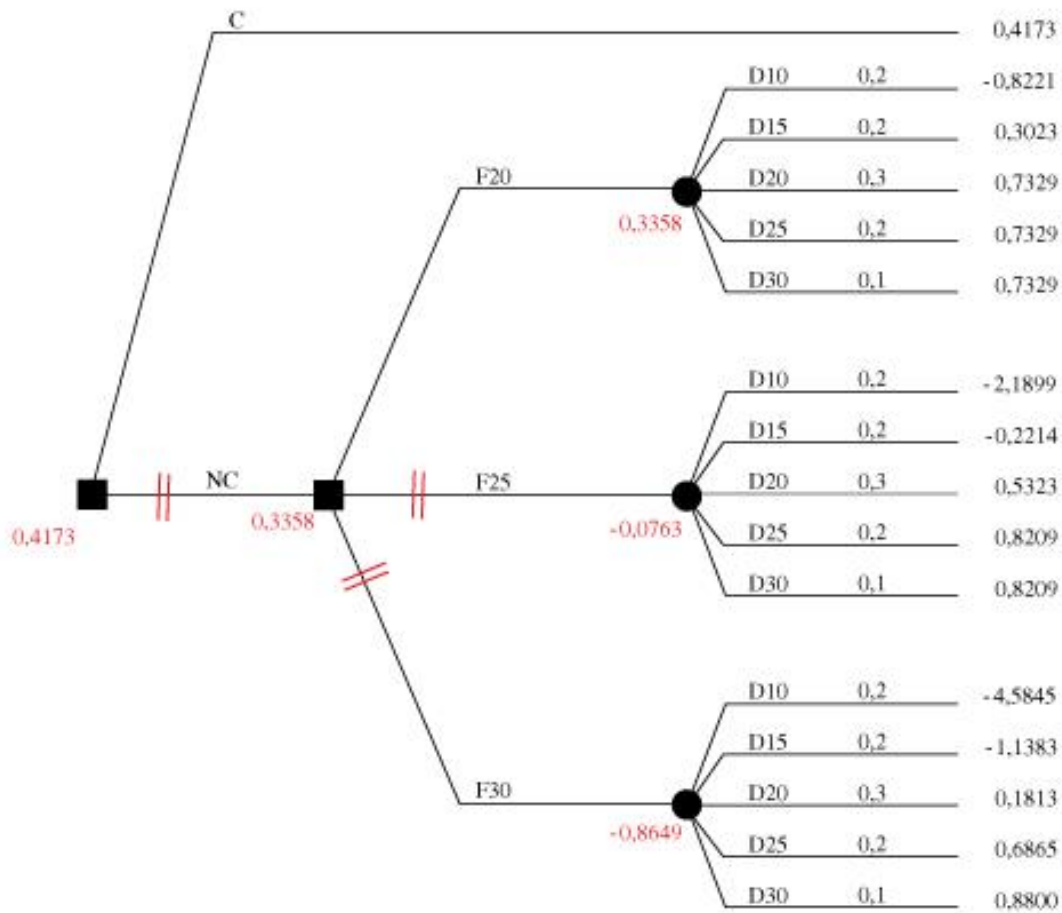 C 0,4173
D10 0,2 -0,8221
D15 0,2 0,3023
F20 D20 0,3 0,7329
0,3358 D25 0,2 0,7329
D30 0,1 0,7329
D10 0,2 -2,1899
D15 0,2 -0,2214
NC F25 D20 0,3 0,5323
0,4173 0,3358 -0,0763 D25 0,2 0,8209
D30 0,1 0,8209
D10 0,2 -4,5845
D15 0,2 -1,1383
F30 D20 0,3 0,1813
-0,8649 D25 0,2 0,6865
D30 0,1 0,8800